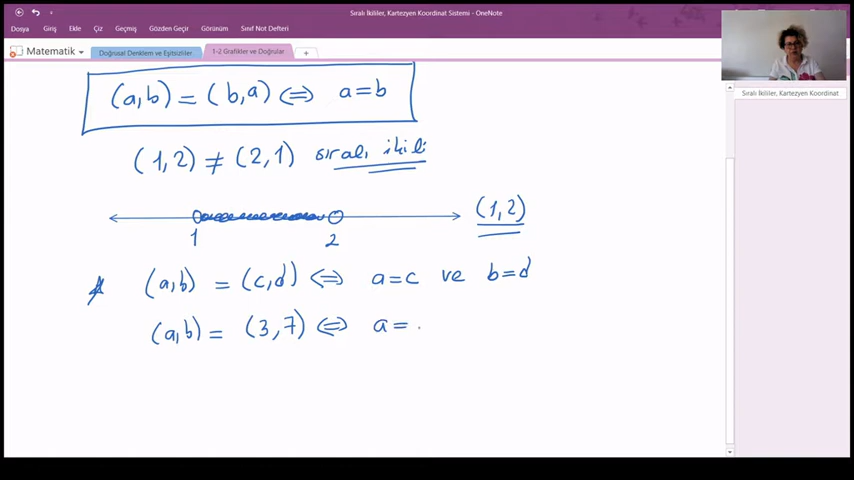 Sıralı İkililer, Kartezyen Koordinat Sistemi - OneNote
Dosya Giriş Ekle Çiz Geçmiş Gözden Geçir Görünüm Sınıf Not Defteri
Matematik Doğrosal Denklem ve Eşitsizlikler 1-2 Grafikler ve Doğrular +
Sıralı İkililer, Kartezyen Koordinat
(a,b) = (b,a) ⇔ a=b
(1,2) ≠ (2,1) sıralı ikili
(1,2)
1 2
(a,b) = (c,d) ⇔ a=c ve b=d
(a,b) = (3,7) ⇔ a=